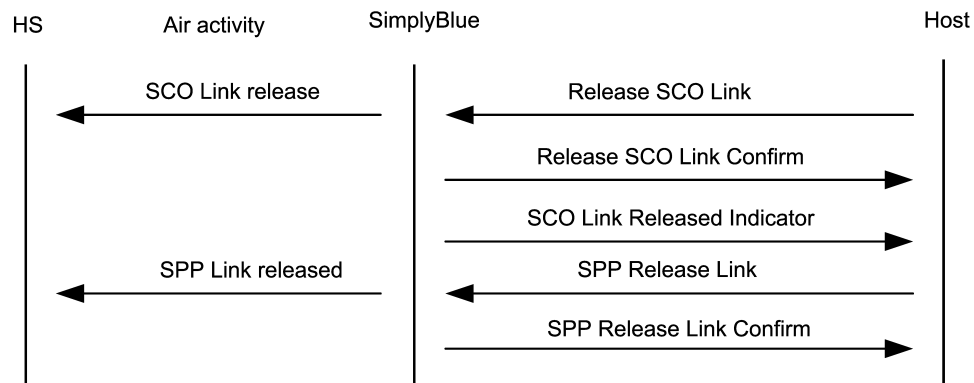 HS
Air activity
SimplyBlue
Host
SCO Link release
Release SCO Link
Release SCO Link Confirm
SCO Link Released Indicator
SPP Link released
SPP Release Link
SPP Release Link Confirm